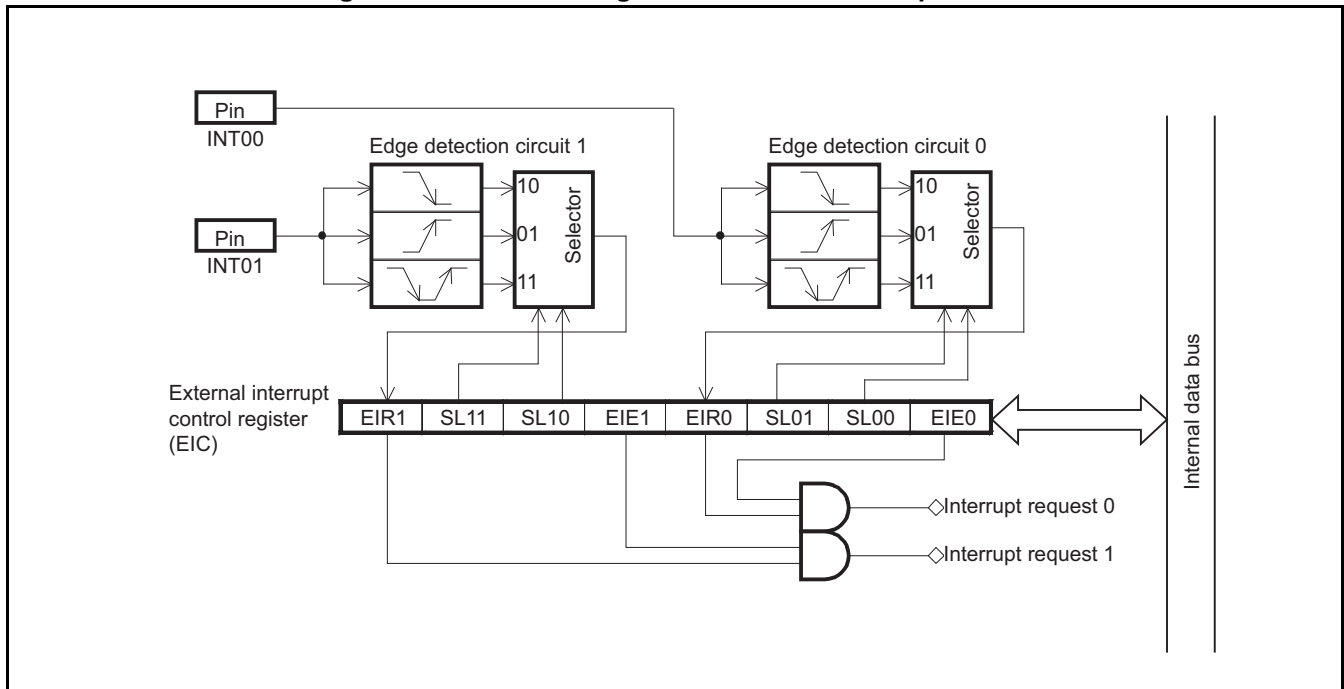 Pin
INT00
Edge detection circuit 1
Edge detection circuit 0
10
01
11
Selector
10
01
11
Selector
Pin
INT01
External interrupt
control register
(EIC)
EIR1 SL11 SL10 EIE1 EIR0 SL01 SL00 EIE0
Internal data bus
Interrupt request 0
Interrupt request 1